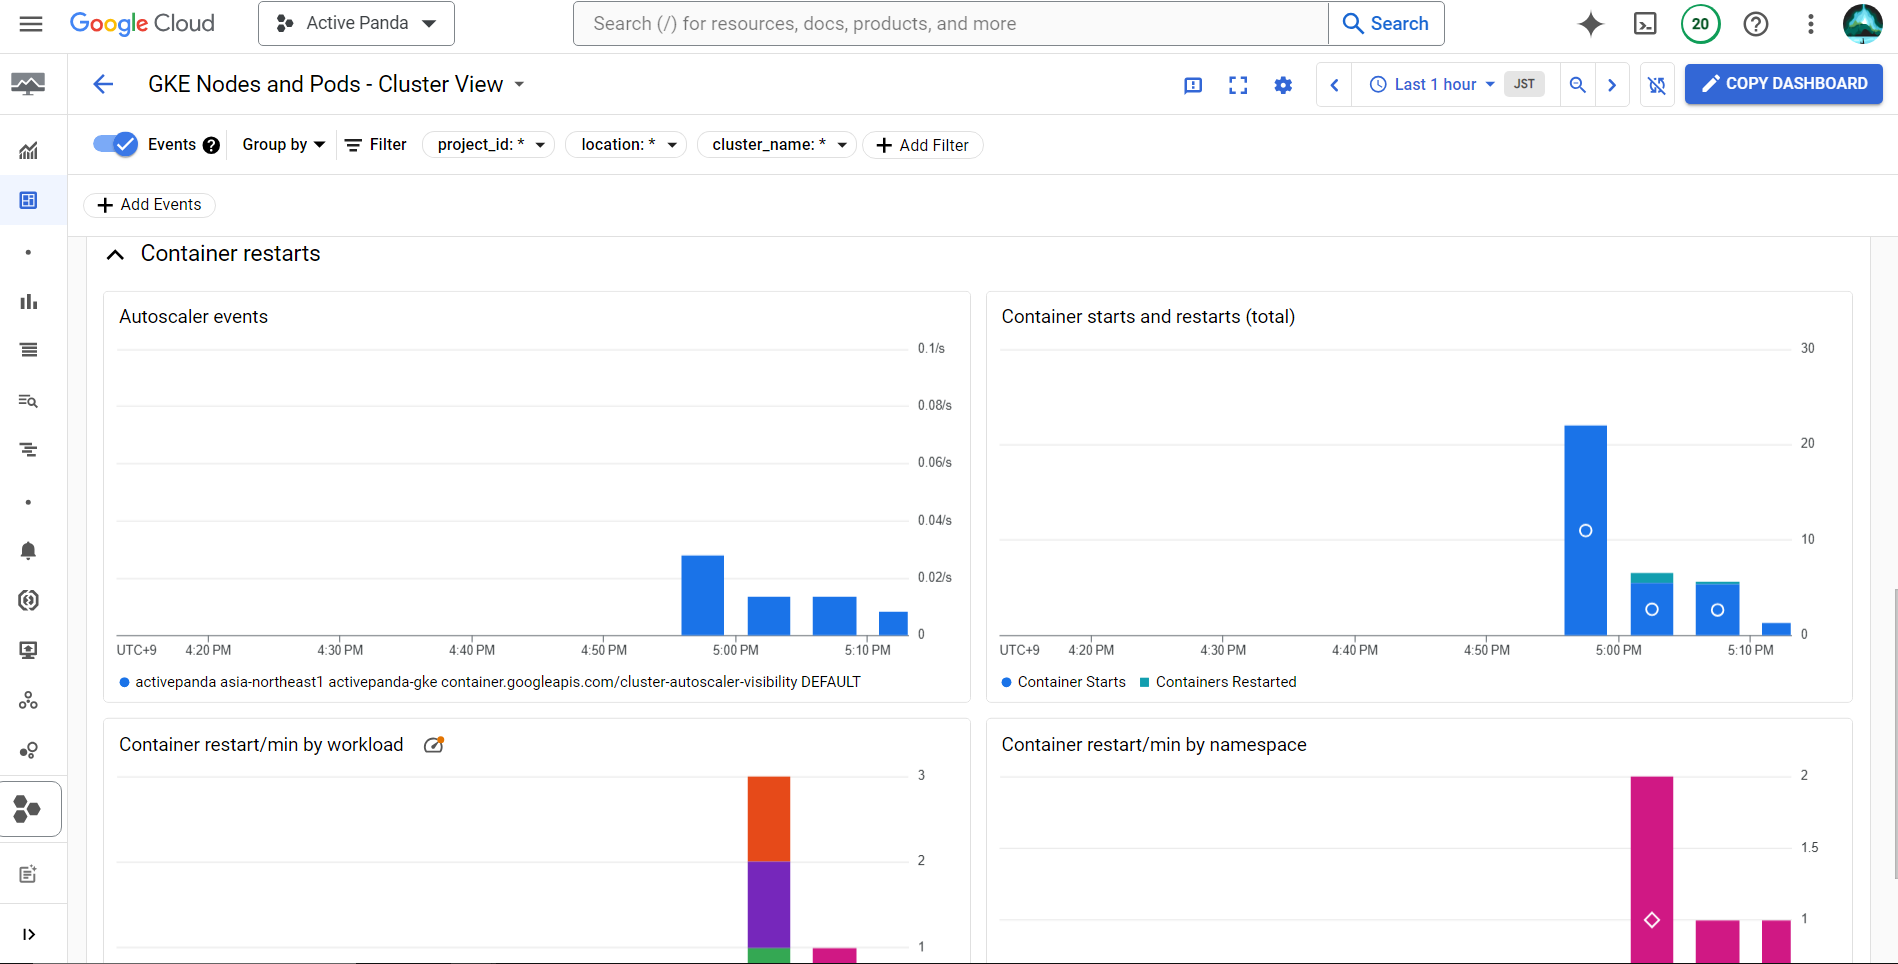 Google Cloud
Active Panda
Search (/) for resources, docs, products, and more
Search
20
GKE Nodes and Pods - Cluster View
Last 1 hour
JST
COPY DASHBOARD
Events
Group by
Filter
project_id: *
location: *
cluster_name: *
Add Filter
Add Events
Container restarts
Autoscaler events
0.1/s
0.08/s
0.06/s
0.04/s
0.02/s
0
UTC+9 4:20 PM 4:30 PM 4:40 PM 4:50 PM 5:00 PM 5:10 PM
activepanda asia-northeast1 activepanda-gke container.googleapis.com/cluster-autoscaler-visibility DEFAULT
Container starts and restarts (total)
30
20
10
0
UTC+9 4:20 PM 4:30 PM 4:40 PM 4:50 PM 5:00 PM 5:10 PM
Container Starts Containers Restarted
Container restart/min by workload
3
2
1
Container restart/min by namespace
2
1.5
1